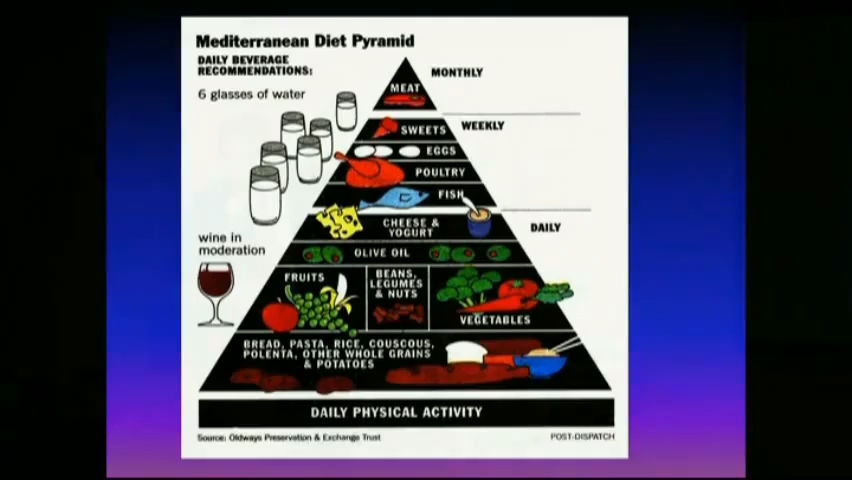 Mediterranean Diet Pyramid
DAILY BEVERAGE
RECOMMENDATIONS:
6 glasses of water
MONTHLY
MEAT
WEEKLY
SWEETS
EGGS
POULTRY
FISH
DAILY
CHEESE &
YOGURT
wine in
moderation
OLIVE OIL
FRUITS
BEANS,
LEGUMES
& NUTS
VEGETABLES
BREAD, PASTA, RICE, COUSCOUS,
POLENTA, OTHER WHOLE GRAINS
& POTATOES
DAILY PHYSICAL ACTIVITY
Source: Oldways Preservation & Exchange Trust
POST-DISPATCH